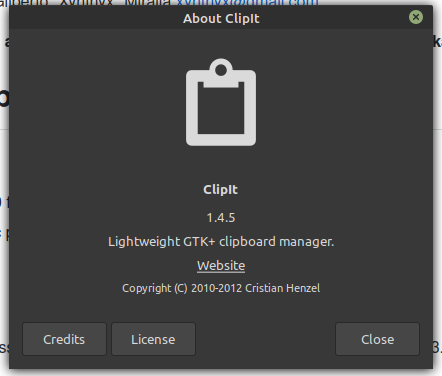 About ClipIt
ClipIt
1.4.5
Lightweight GTK+ clipboard manager.
Website
Copyright (C) 2010-2012 Cristian Henzel
Credits
License
Close